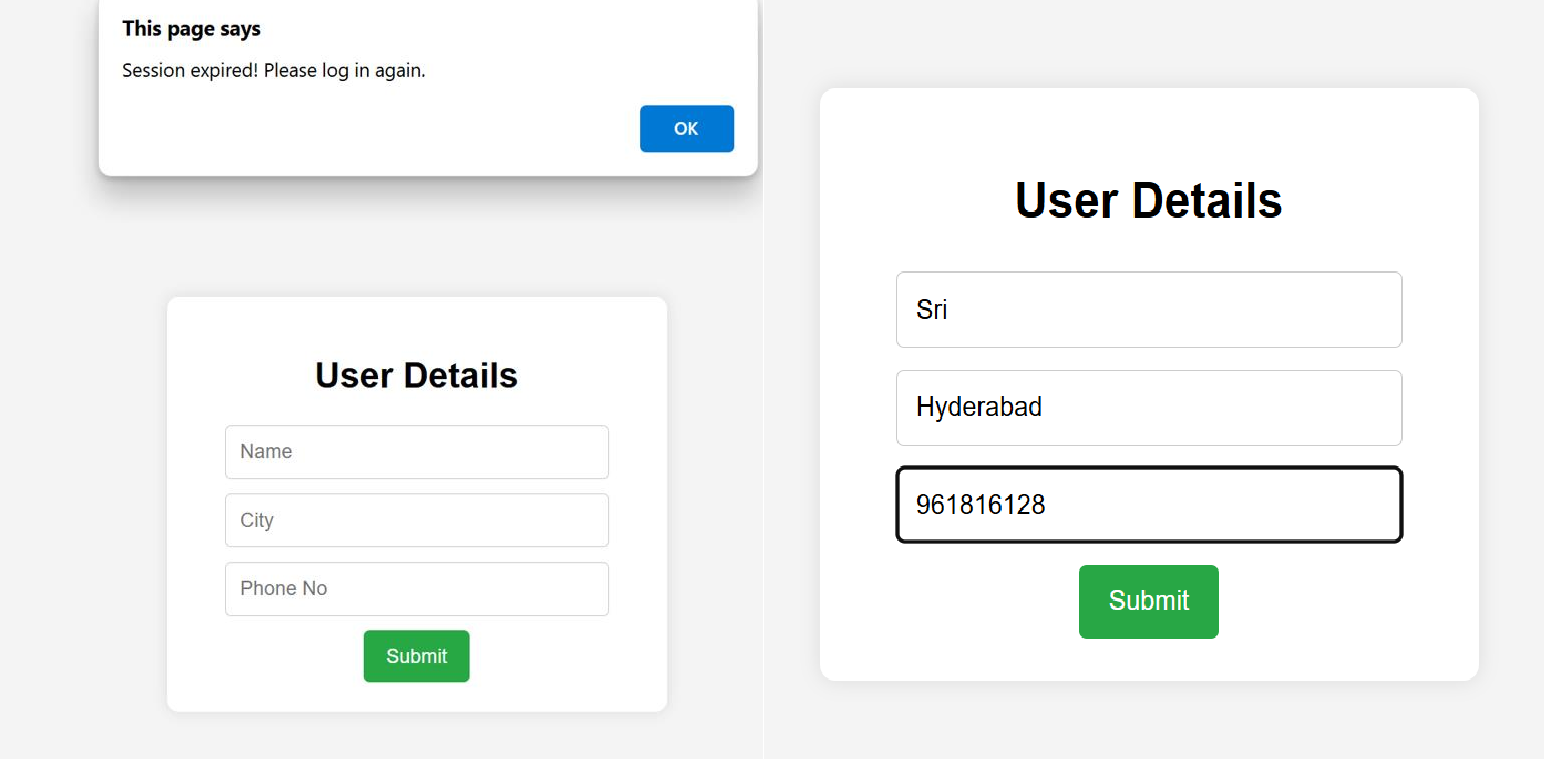 This page says
Session expired! Please log in again.
OK
User Details
Name
City
Phone No
Submit
User Details
Sri
Hyderabad
961816128
Submit